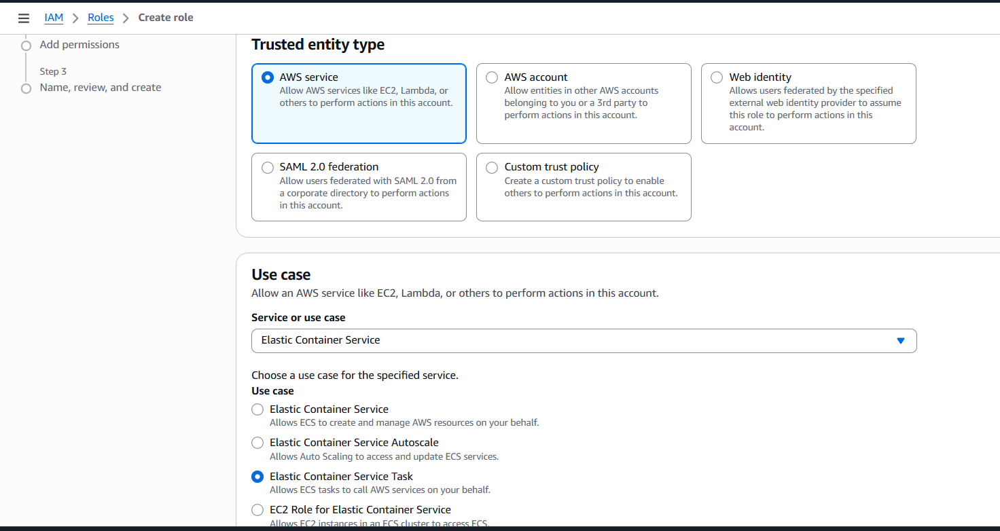 IAM > Roles > Create role
Add permissions
Step 3
Name, review, and create
Trusted entity type
AWS service
Allow AWS services like EC2, Lambda, or
others to perform actions in this account.
AWS account
Allow entities in other AWS accounts
belonging to you or a 3rd party to
perform actions in this account.
Web identity
Allows users federated by the specified
external web identity provider to assume
this role to perform actions in this
account.
SAML 2.0 federation
Allow users federated with SAML 2.0 from
a corporate directory to perform actions
in this account.
Custom trust policy
Create a custom trust policy to enable
others to perform actions in this account.
Use case
Allow an AWS service like EC2, Lambda, or others to perform actions in this account.
Service or use case
Elastic Container Service
Choose a use case for the specified service.
Use case
Elastic Container Service
Allows ECS to create and manage AWS resources on your behalf.
Elastic Container Service Autoscale
Allows Auto Scaling to access and update ECS services.
Elastic Container Service Task
Allows ECS tasks to call AWS services on your behalf.
EC2 Role for Elastic Container Service
Allows EC2 instances in an ECS cluster to access ECS.